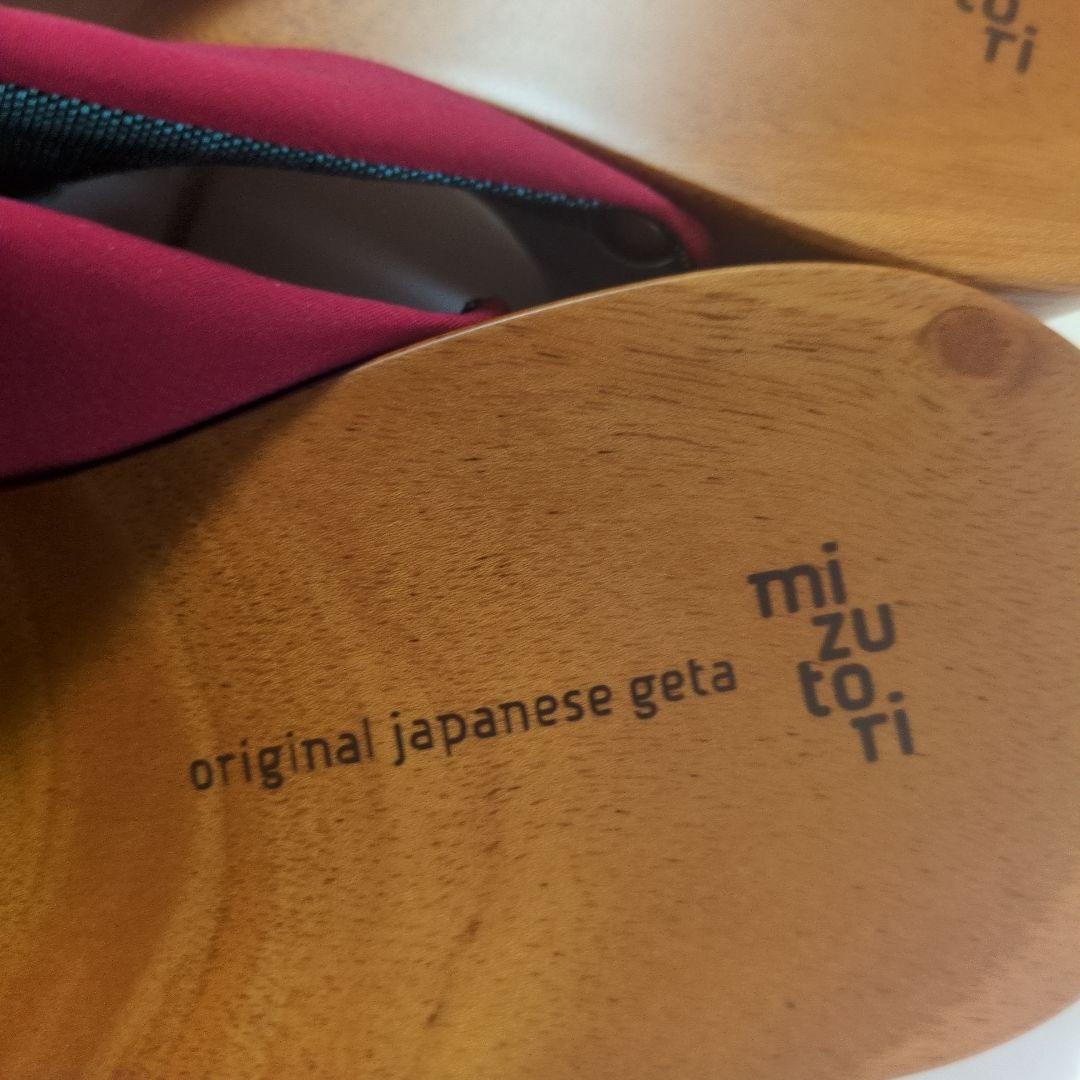 to
ri
original japanese geta
mi
zu
to
ri